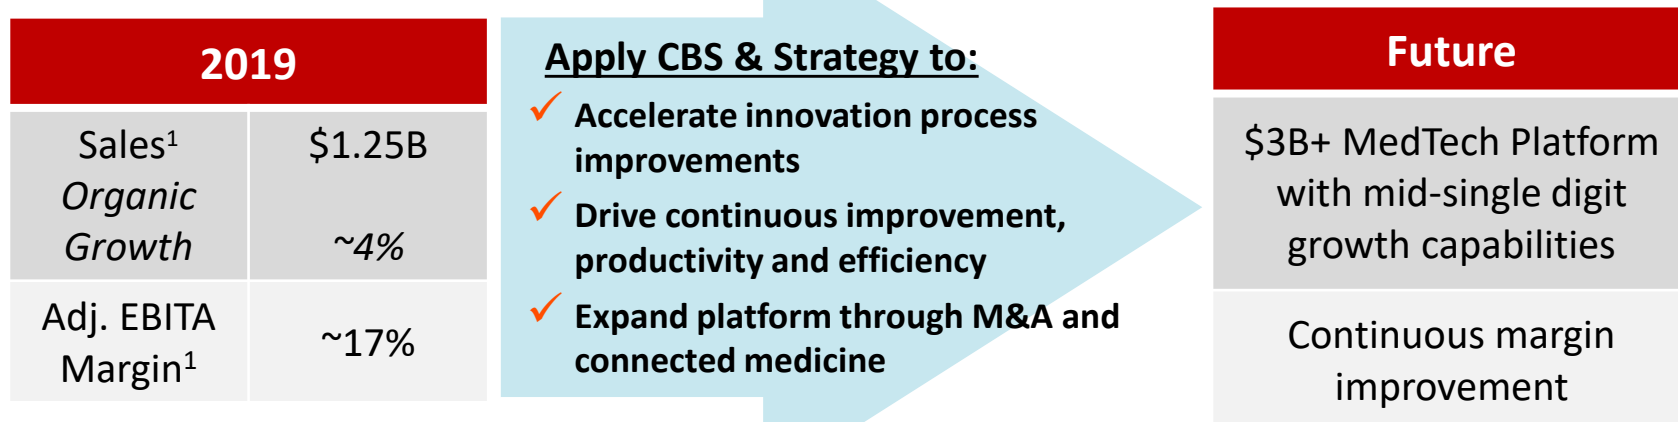 2019
Sales¹ $1.25B
Organic
Growth ~4%
Adj. EBITA
Margin¹ ~17%
Apply CBS & Strategy to:
✓ Accelerate innovation process
improvements
✓ Drive continuous improvement,
productivity and efficiency
✓ Expand platform through M&A and
connected medicine
Future
$3B+ MedTech Platform
with mid-single digit
growth capabilities
Continuous margin
improvement